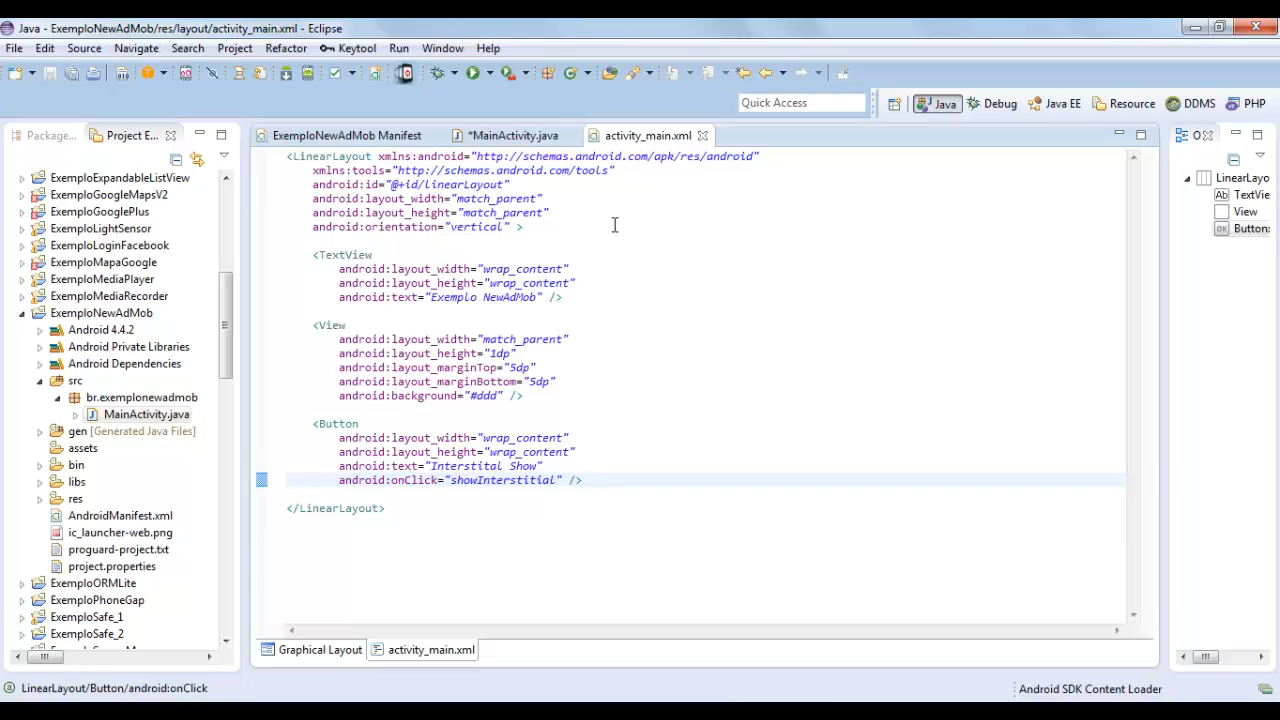 Java - ExemploNewAdMob/res/layout/activity_main.xml - Eclipse
File Edit Source Navigate Search Project Refactor Keytool Run Window Help
Quick Access
Java Debug Java EE Resource DDMS PHP
Package... Project E...
ExemploNewAdMob Manifest *MainActivity.java activity_main.xml
O
ExemploExpandableListView
ExemploGoogleMapsV2
ExemploGooglePlus
ExemploLightSensor
ExemploLoginFacebook
ExemploMapaGoogle
ExemploMediaPlayer
ExemploMediaRecorder
ExemploNewAdMob
Android 4.4.2
Android Private Libraries
Android Dependencies
src
br.exemplonewadmob
MainActivity.java
gen [Generated Java Files]
assets
bin
libs
res
AndroidManifest.xml
ic_launcher-web.png
proguard-project.txt
project.properties
ExemploORMLite
ExemploPhoneGap
ExemploSafe_1
ExemploSafe_2
<LinearLayout xmlns:android="http://schemas.android.com/apk/res/android"
xmlns:tools="http://schemas.android.com/tools"
android:id="@+id/linearLayout"
android:layout_width="match_parent"
android:layout_height="match_parent"
android:orientation="vertical" >
<TextView
android:layout_width="wrap_content"
android:layout_height="wrap_content"
android:text="Exemplo NewAdMob" />
<View
android:layout_width="match_parent"
android:layout_height="1dp"
android:layout_marginTop="5dp"
android:layout_marginBottom="5dp"
android:background="#ddd" />
<Button
android:layout_width="wrap_content"
android:layout_height="wrap_content"
android:text="Interstital Show"
android:onClick="showInterstitial" />
</LinearLayout>
LinearLayo
Ab TextVie
View
OK Button:
Graphical Layout activity_main.xml
LinearLayout/Button/android:onClick
Android SDK Content Loader